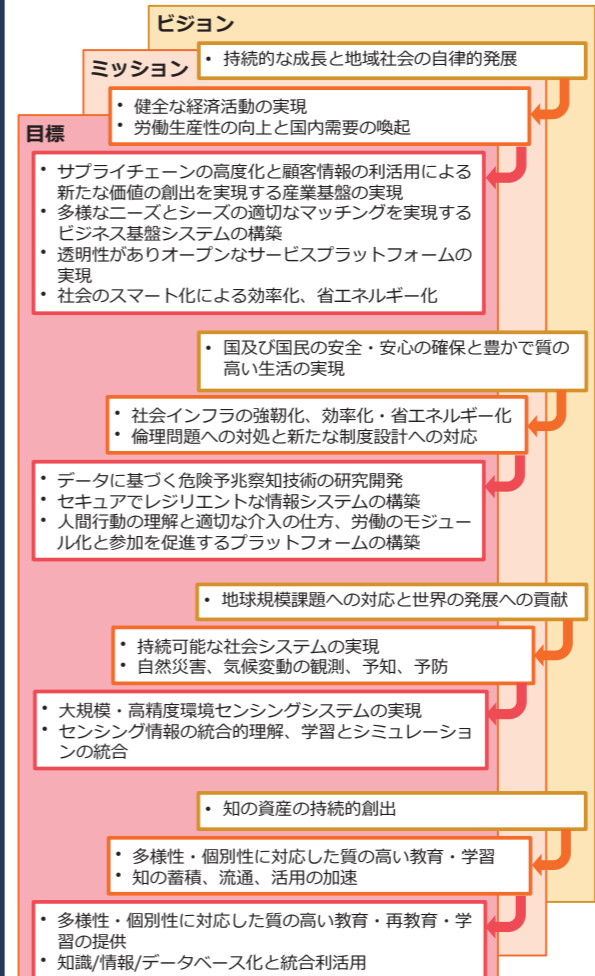 ビジョン
• 持続的な成長と地域社会の自律的発展
ミッション
• 健全な経済活動の実現
• 労働生産性の向上と国内需要の喚起
目標
• サプライチェーンの高度化と顧客情報の利活用による
新たな価値の創出を実現する産業基盤の実現
• 多様なニーズとシーズの適切なマッチングを実現する
ビジネス基盤システムの構築
• 透明性がありオープンなサービスプラットフォームの
実現
• 社会のスマート化による効率化、省エネルギー化
• 国及び国民の安全・安心の確保と豊かで質の
高い生活の実現
• 社会インフラの強靭化、効率化・省エネルギー化
• 倫理問題への対処と新たな制度設計への対応
• データに基づく危険予兆察知技術の研究開発
• セキュアでレジリエントな情報システムの構築
• 人間行動の理解と適切な介入の仕方、労働のモジュー
ル化と参加を促進するプラットフォームの構築
• 地球規模課題への対応と世界の発展への貢献
• 持続可能な社会システムの実現
• 自然災害、気候変動の観測、予知、予防
• 大規模・高精度環境センシングシステムの実現
• センシング情報の統合的理解、学習とシミュレーショ
ンの統合
• 知の資産の持続的創出
• 多様性・個別性に対応した質の高い教育・学習
• 知の蓄積、流通、活用の加速
• 多様性・個別性に対応した質の高い教育・再教育・学
習の提供
• 知識/情報/データベース化と統合利活用